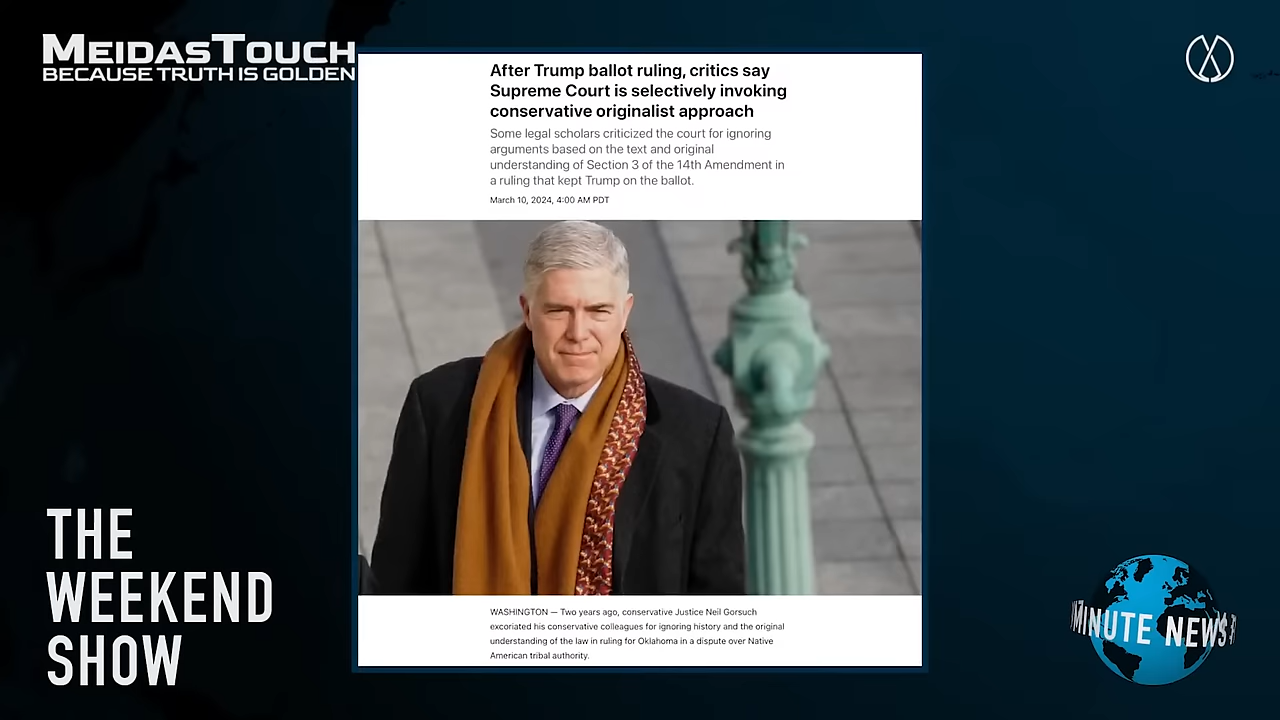 MEIDASTOUCH
BECAUSE TRUTH IS GOLDEN
After Trump ballot ruling, critics say
Supreme Court is selectively invoking
conservative originalist approach
Some legal scholars criticized the court for ignoring
arguments based on the text and original
understanding of Section 3 of the 14th Amendment in
a ruling that kept Trump on the ballot.
March 10, 2024, 4:00 AM PDT
WASHINGTON — Two years ago, conservative Justice Neil Gorsuch
excoriated his conservative colleagues for ignoring history and the original
understanding of the law in ruling for Oklahoma in a dispute over Native
American tribal authority.
THE
WEEKEND
SHOW
MINUTE NEWS